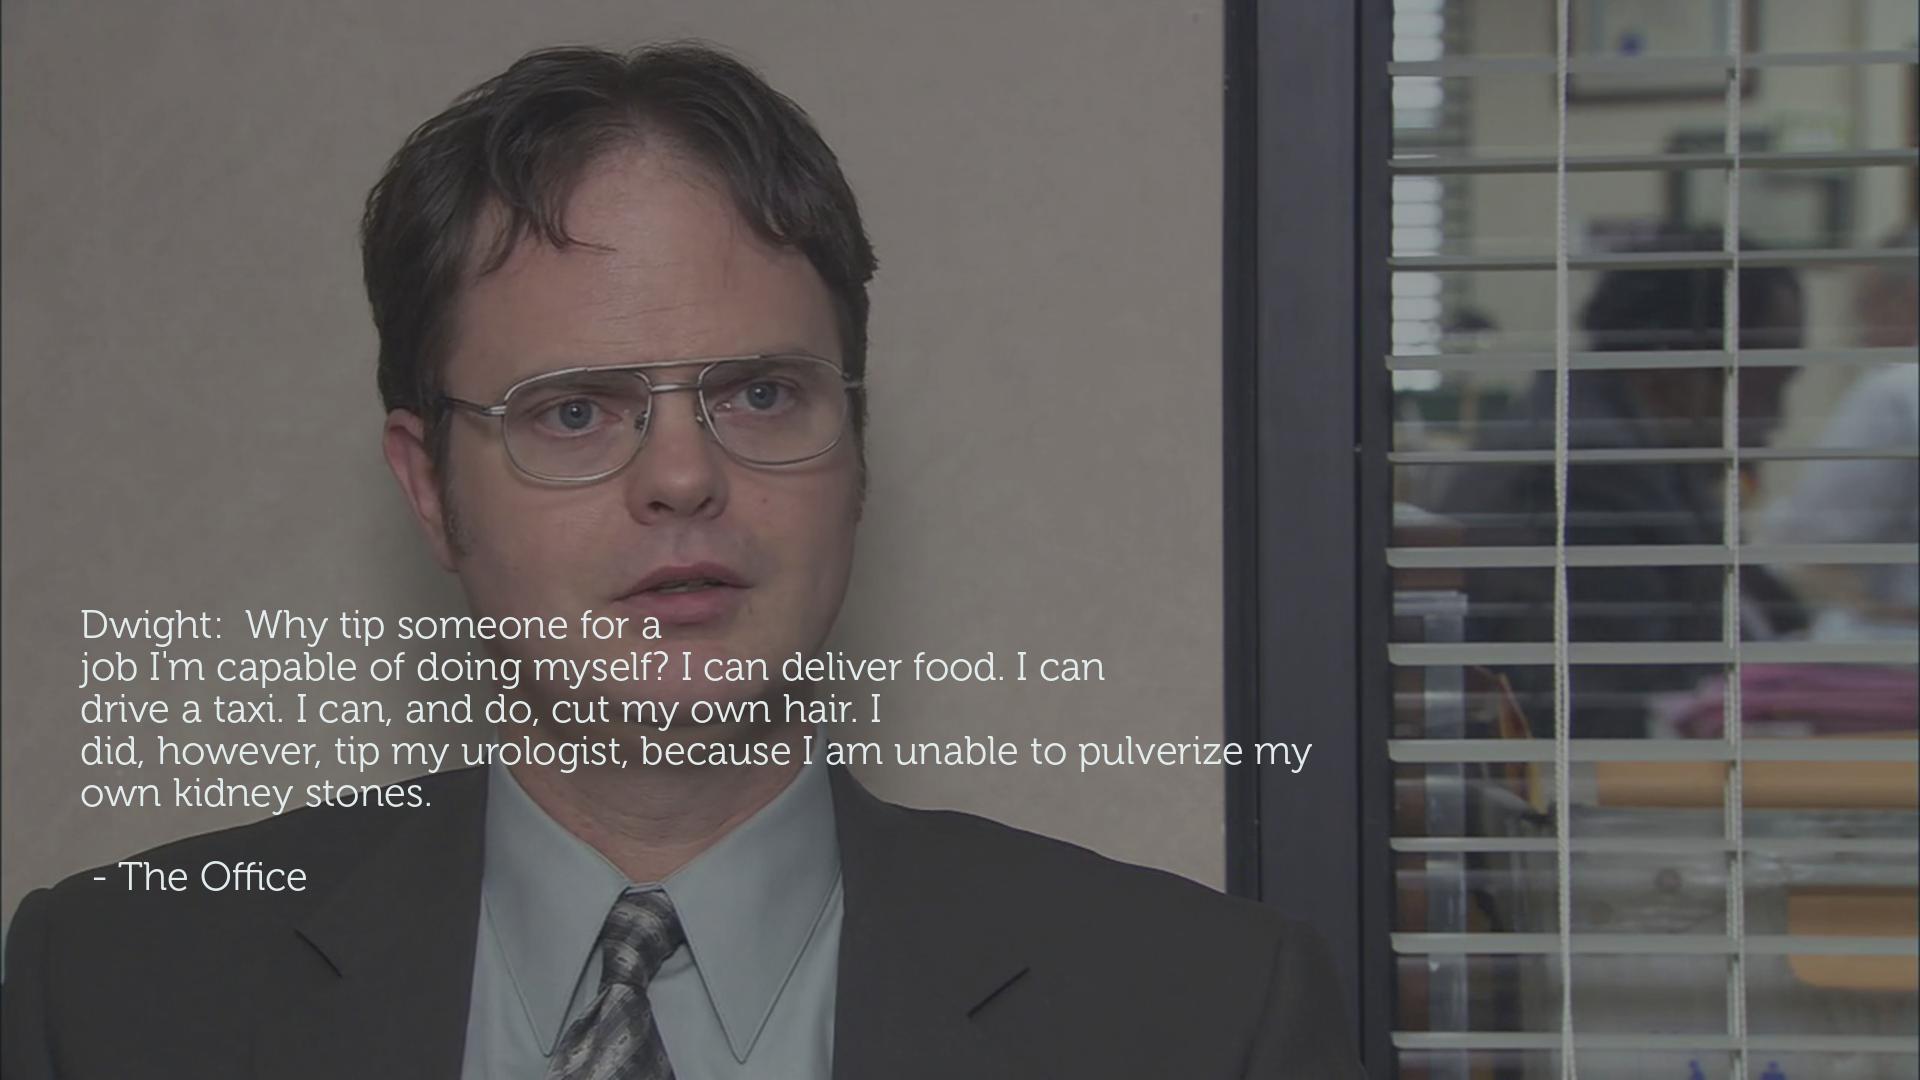 Dwight:  Why tip someone for a
job I'm capable of doing myself? I can deliver food. I can
drive a taxi. I can, and do, cut my own hair. I
did, however, tip my urologist, because I am unable to pulverize my
own kidney stones.
- The Office